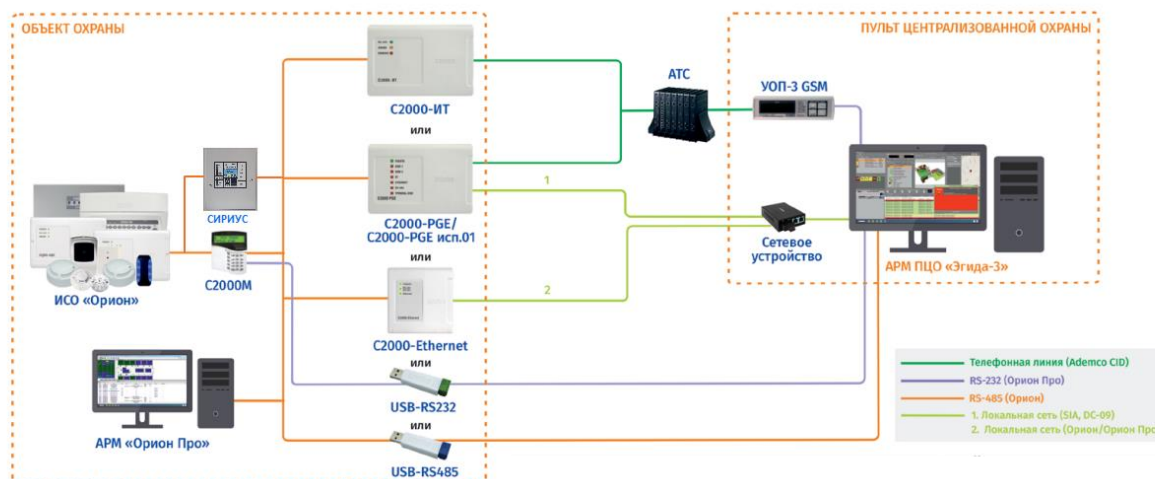 ОБЪЕКТ ОХРАНЫ
ПУЛЬТ ЦЕНТРАЛИЗОВАННОЙ ОХРАНЫ
С2000-ИТ
или
АТС
УОП-3 GSM
СИРИУС
С2000-PGE/
С2000-PGE исп.01
или
1
Сетевое
устройство
АРМ ПЦО «Эгида-3»
ИСО «Орион»
С2000М
2
С2000-Ethernet
или
USB-RS232
или
USB-RS485
АРМ «Орион Про»
Телефонная линия (Ademco CID)
RS-232 (Орион Про)
RS-485 (Орион)
1. Локальная сеть (SIA, DC-09)
2. Локальная сеть (Орион/Орион Про